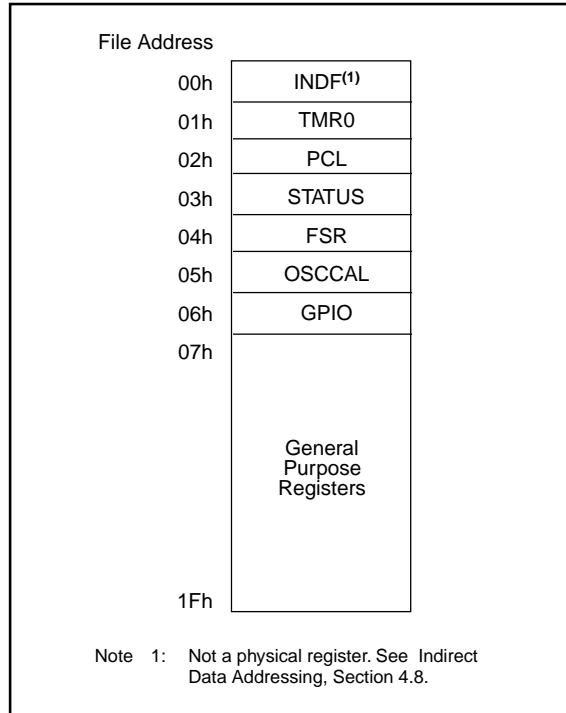 File Address
00h INDF(1)
01h TMR0
02h PCL
03h STATUS
04h FSR
05h OSCCAL
06h GPIO
07h
General
Purpose
Registers
1Fh
Note 1: Not a physical register. See Indirect
Data Addressing, Section 4.8.